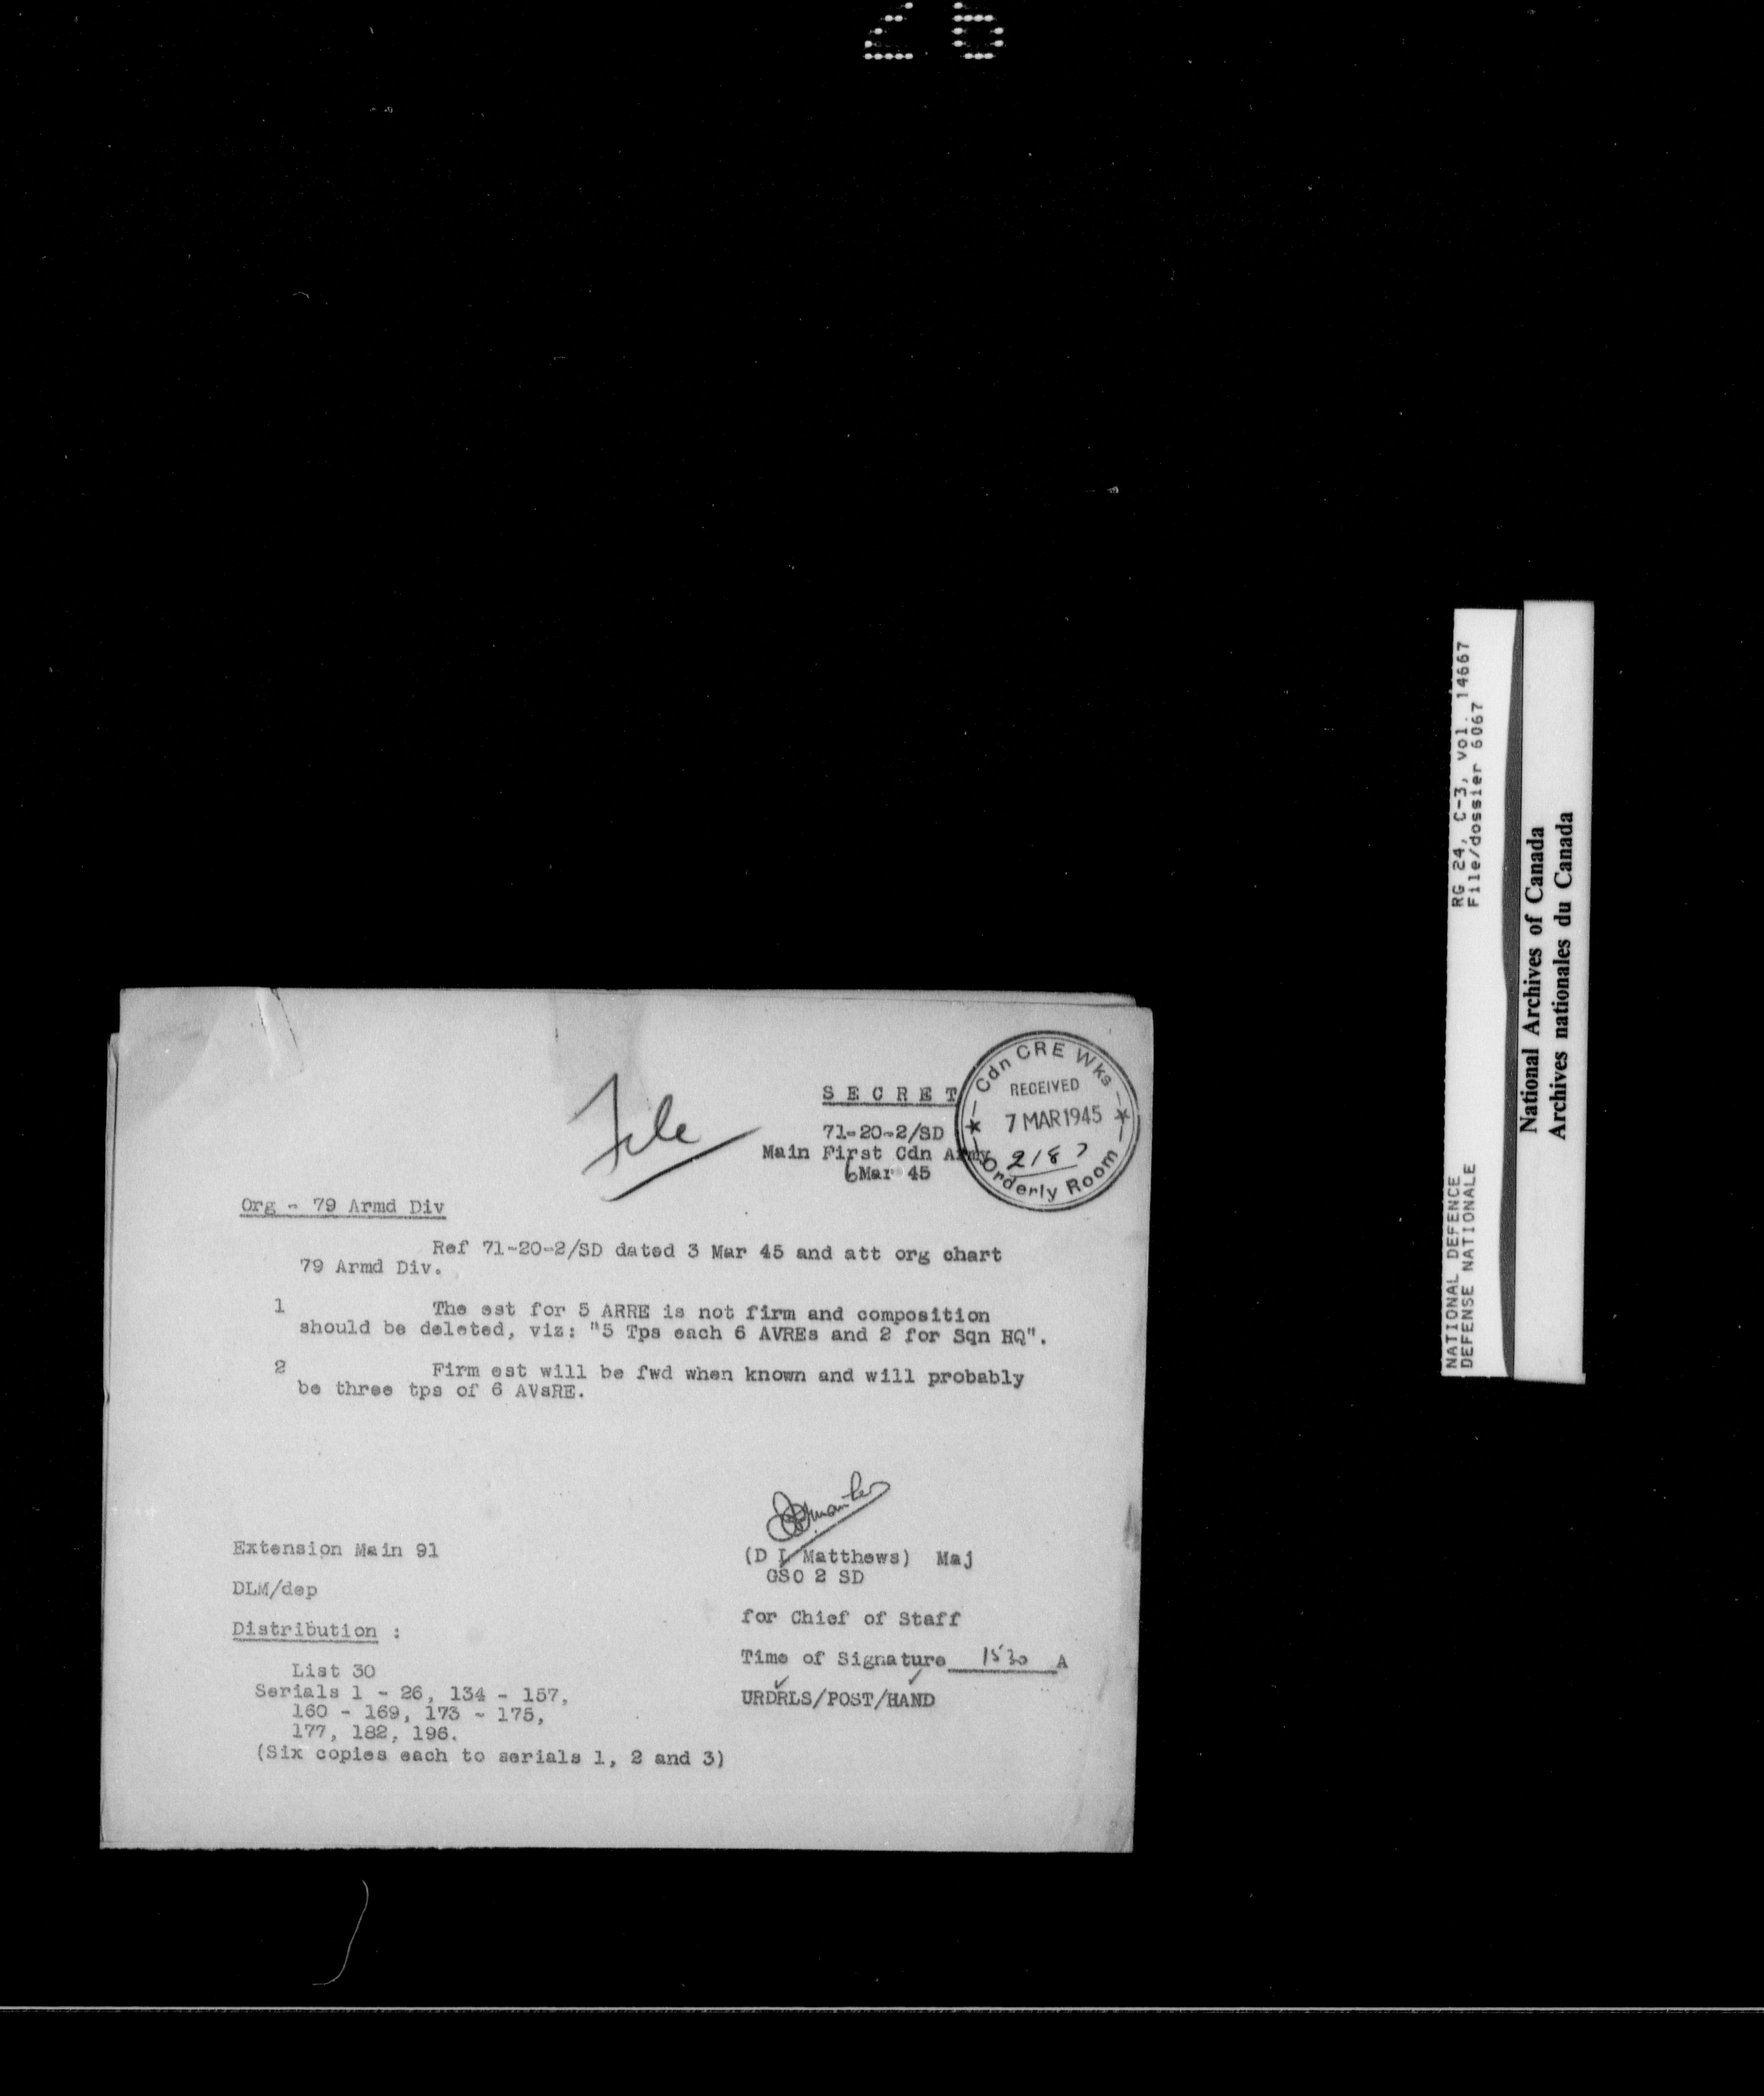 26
File
S E C R E T
Cdn CRE Wks
RECEIVED
7 MAR 1945
218
Orderly Room
71-20-2/SD
Main First Cdn Army
6 Mar 45
Org - 79 Armd Div
Ref 71-20-2/SD dated 3 Mar 45 and att org chart
79 Armd Div.
1 The est for 5 ARRE is not firm and composition
should be deleted, viz: "5 Tps each 6 AVREs and 2 for Sqn HQ".
2 Firm est will be fwd when known and will probably
be three tps of 6 AVsRE.
Extension Main 91
(D L Matthews) Maj
GSO 2 SD
DLM/dep
for Chief of Staff
Distribution :
Time of Signature 1530 A
List 30
Serials 1 - 26, 134 - 157,
160 - 169, 173 - 175,
177, 182, 196.
(Six copies each to serials 1, 2 and 3)
URDRLS/POST/HAND
NATIONAL DEFENCE RG 24, C-3, vol. 14667
DEFENSE NATIONALE File/dossier 6067
National Archives of Canada
Archives nationales du Canada